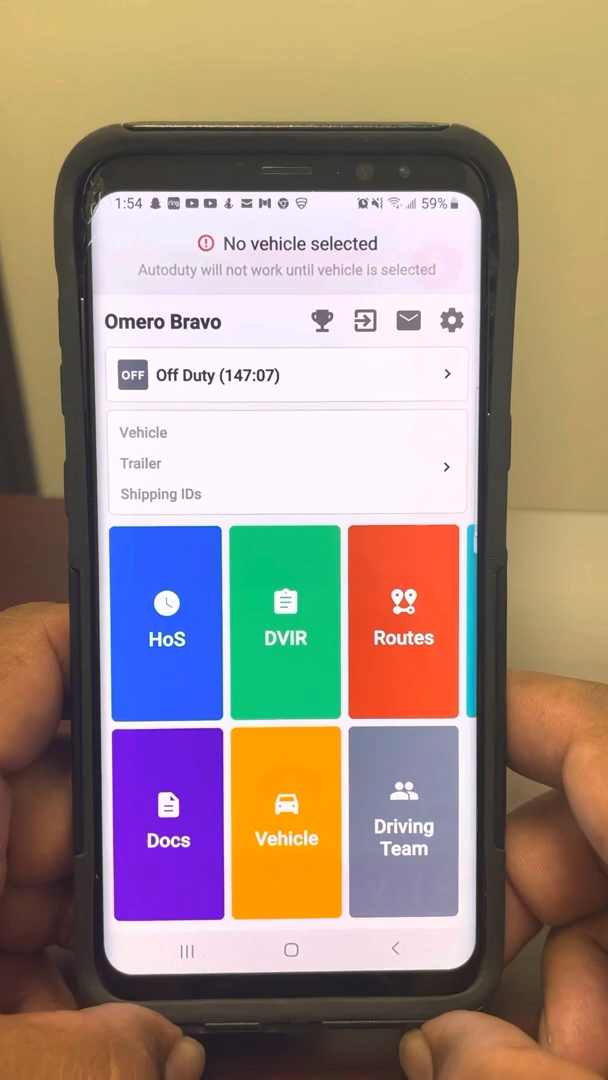 1:54 ring 59%
No vehicle selected
Autoduty will not work until vehicle is selected
Omero Bravo
OFF Off Duty (147:07)
Vehicle
Trailer
Shipping IDs
HoS DVIR Routes
Docs Vehicle Driving
Team